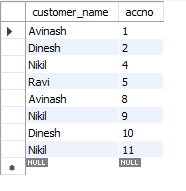 customer_name accno
Avinash 1
Dinesh 2
Nikil 4
Ravi 5
Avinash 8
Nikil 9
Dinesh 10
Nikil 11
NULL NULL